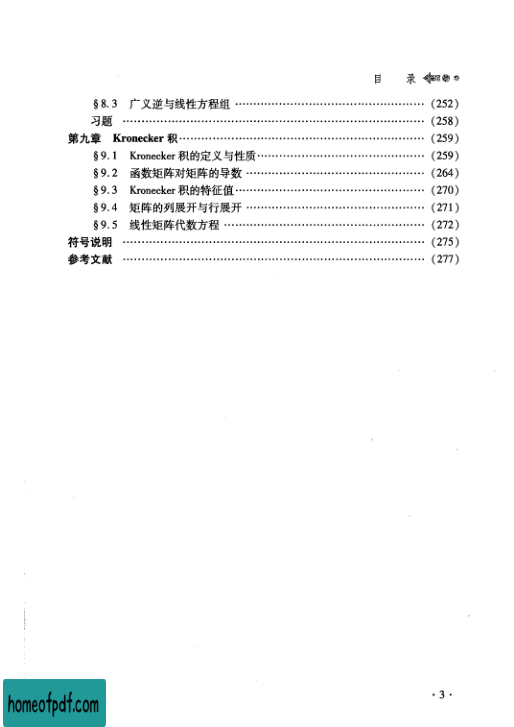 目 录
§8.3 广义逆与线性方程组 ……………………………………………… (252)
习题 ……………………………………………………………………… (258)
第九章 Kronecker 积………………………………………………………… (259)
§9.1 Kronecker 积的定义与性质………………………………………… (259)
§9.2 函数矩阵对矩阵的导数 …………………………………………… (264)
§9.3 Kronecker 积的特征值……………………………………………… (270)
§9.4 矩阵的列展开与行展开 …………………………………………… (271)
§9.5 线性矩阵代数方程 ………………………………………………… (272)
符号说明 ……………………………………………………………………… (275)
参考文献 ……………………………………………………………………… (277)
·3·
homeofpdf.com